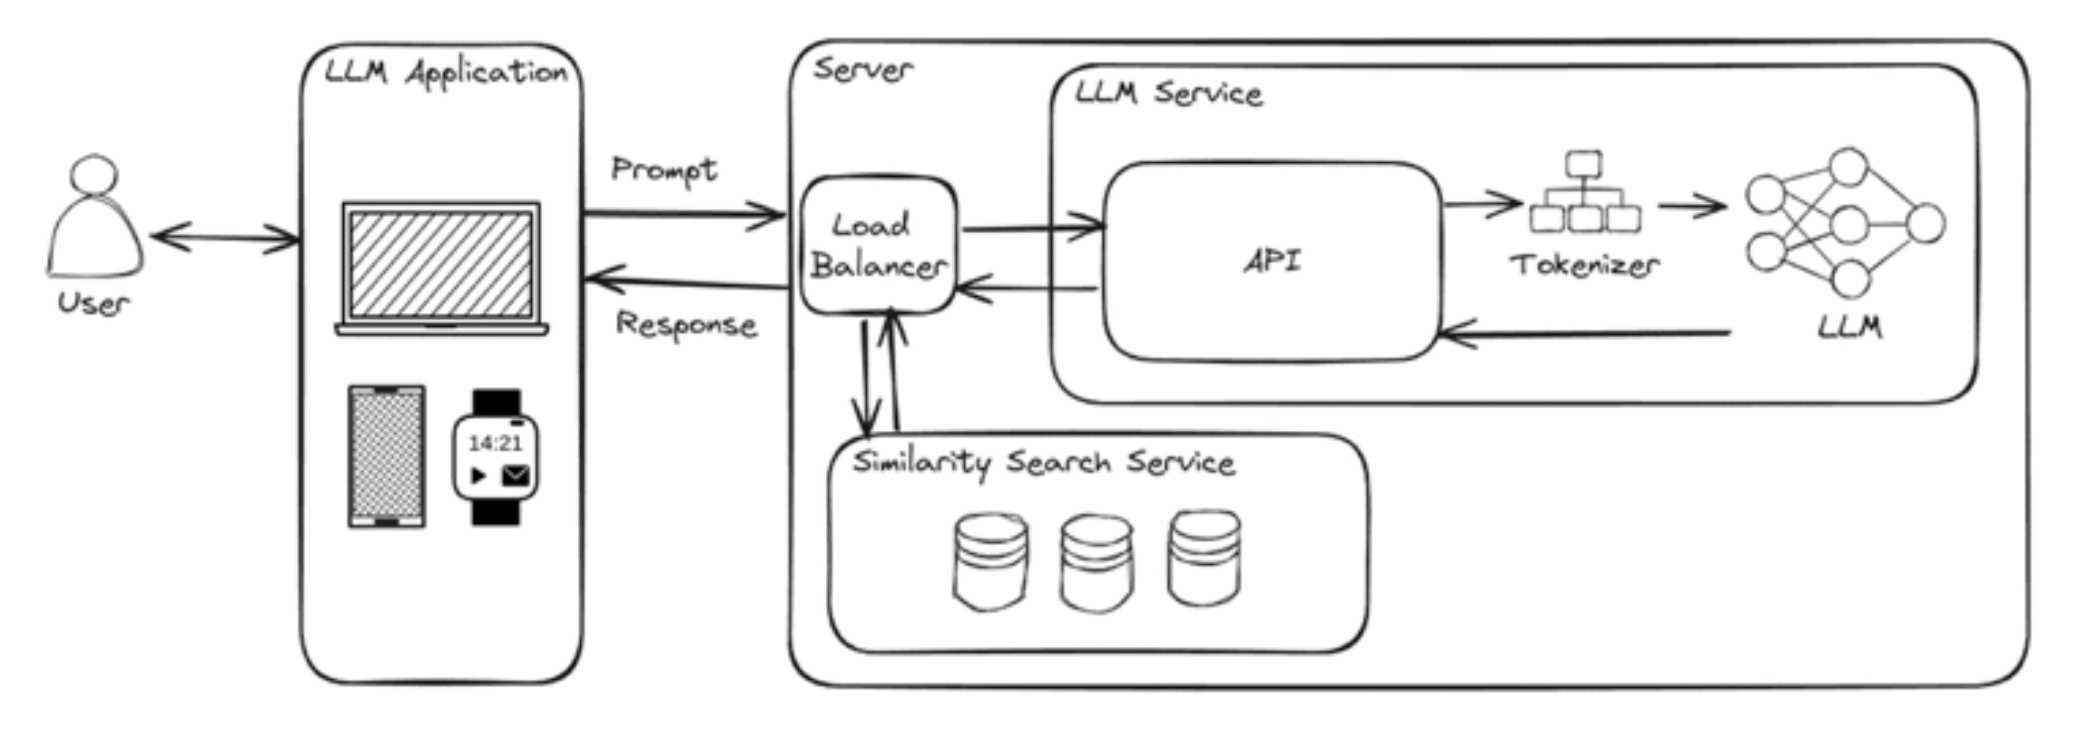 LLM Application
Server
LLM Service
Prompt
Load
Balancer
API
Tokenizer
User
Response
LLM
14:21
Similarity Search Service